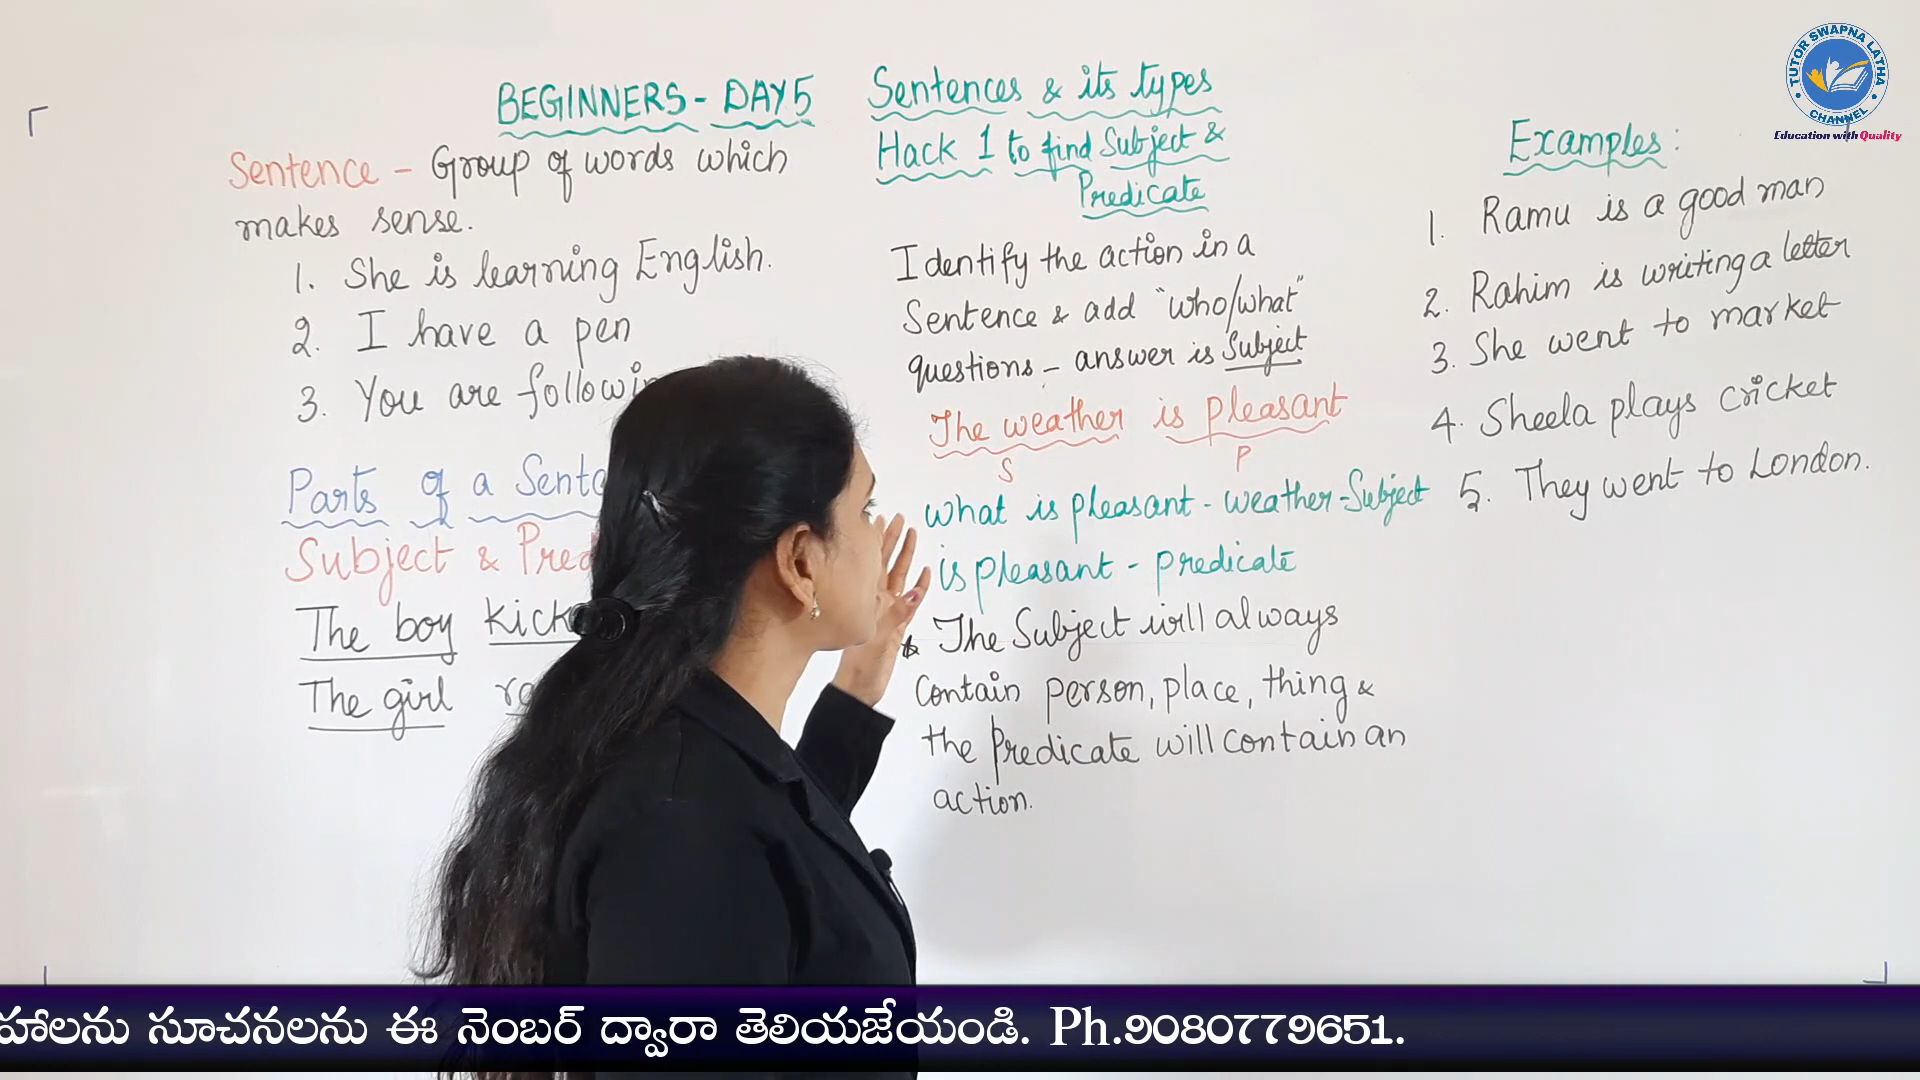 BEGINNERS - DAY 5
Sentence - Group of words which
makes sense.
1. She is learning English.
2. I have a pen
3. You are
Parts of a
Subject &
The boy
The girl
Sentences & its types
Hack 1 to find Subject &
Predicate
Identify the action in a
Sentence & add "who/what"
questions - answer is Subject
The weather is pleasant
S P
what is pleasant - weather - Subject
is pleasant - predicate
* The Subject will always
Contain person, place, thing &
the Predicate will contain an
action.
Examples:
1. Ramu is a good man
2. Rahim is writing a letter
3. She went to market
4. Sheela plays cricket
5. They went to London.
TUTOR SWAPNA LATHA
CHANNEL
Education with Quality
సూచనలను ఈ నెంబర్ ద్వారా తెలియజేయండి. Ph.9080779651.